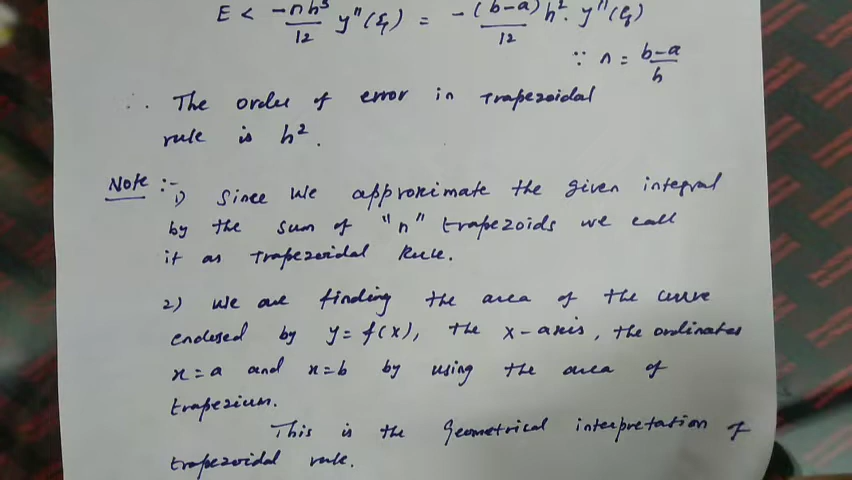 E < -nh³/12 y"(ξ) = -(b-a)/12 h². y"(ξ)
∵ n = b-a/h
∴ The order of error in Trapezoidal
rule is h².
Note :- 1) Since we approximate the given integral
by the sum of "n" trapezoids we call
it as Trapezoidal Rule.
2) We are finding the area of the curve
enclosed by y = f(x), the x-axis, the ordinates
x=a and x=b by using the area of
trapezium.
This is the Geometrical interpretation of
trapezoidal rule.